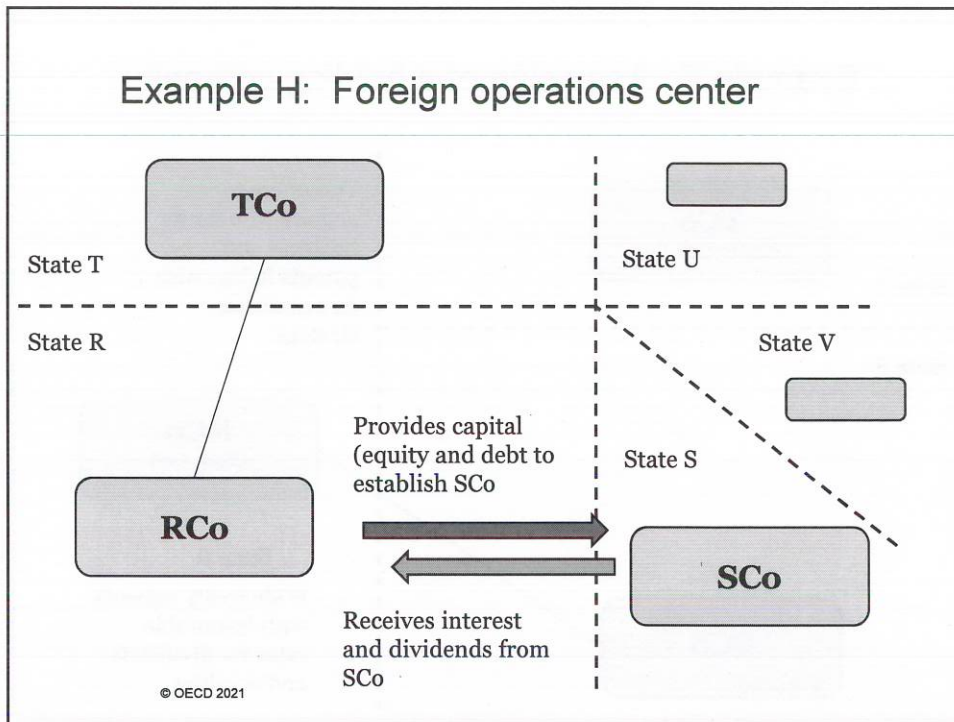 Example H: Foreign operations center
TCo
State T
State U
State R
State V
Provides capital
(equity and debt to
establish SCo
State S
RCo
SCo
Receives interest
and dividends from
SCo
© OECD 2021